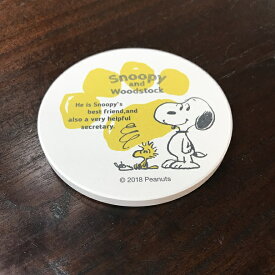 Snoopy
and
Woodstock
He is Snoopy's
best friend,and
also a very helpful
secretary.
© 2018 Peanuts